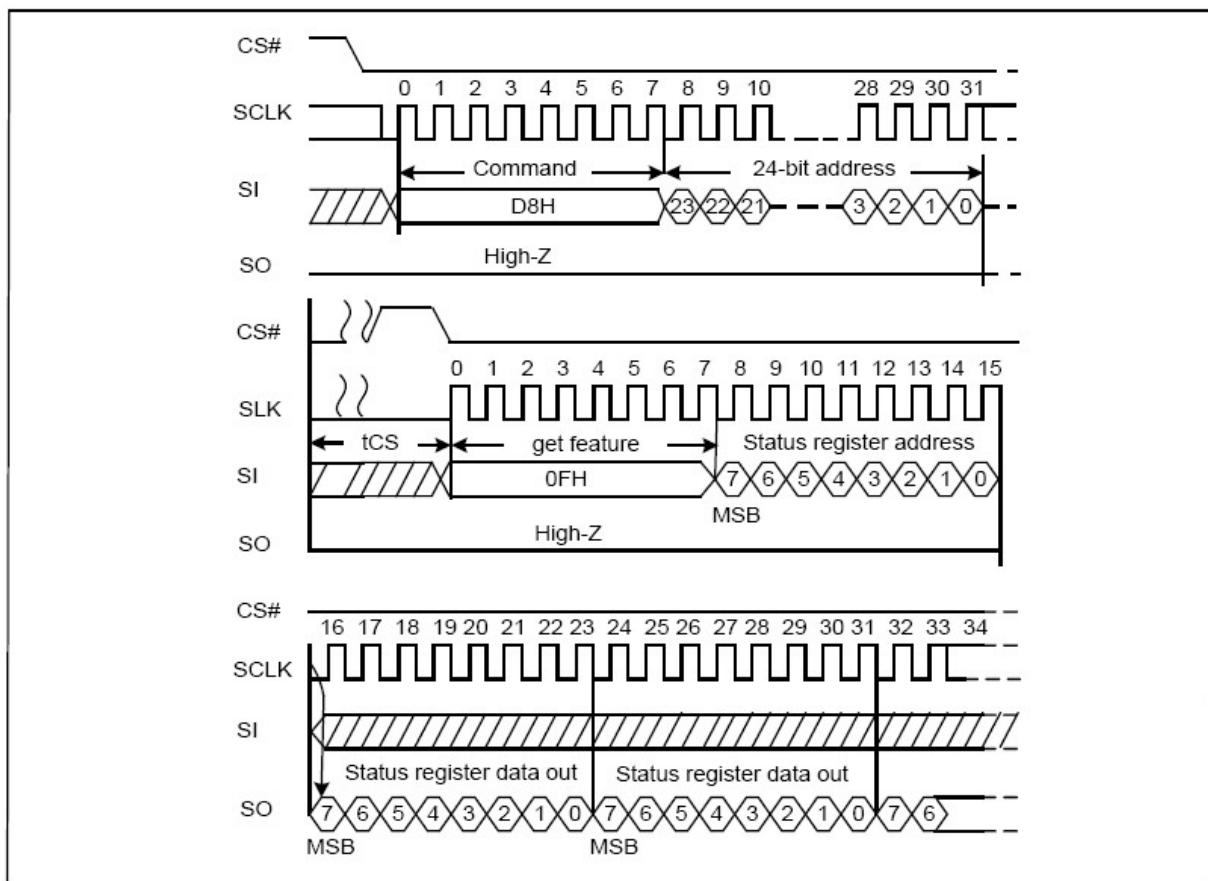 CS#
0 1 2 3 4 5 6 7 8 9 10 28 29 30 31
SCLK
Command 24-bit address
SI
D8H 23 22 21 3 2 1 0
High-Z
SO
CS#
0 1 2 3 4 5 6 7 8 9 10 11 12 13 14 15
SLK
tCS get feature Status register address
SI
0FH 7 6 5 4 3 2 1 0
MSB
High-Z
SO
CS#
16 17 18 19 20 21 22 23 24 25 26 27 28 29 30 31 32 33 34
SCLK
SI
Status register data out Status register data out
SO
7 6 5 4 3 2 1 0 7 6 5 4 3 2 1 0 7 6
MSB MSB